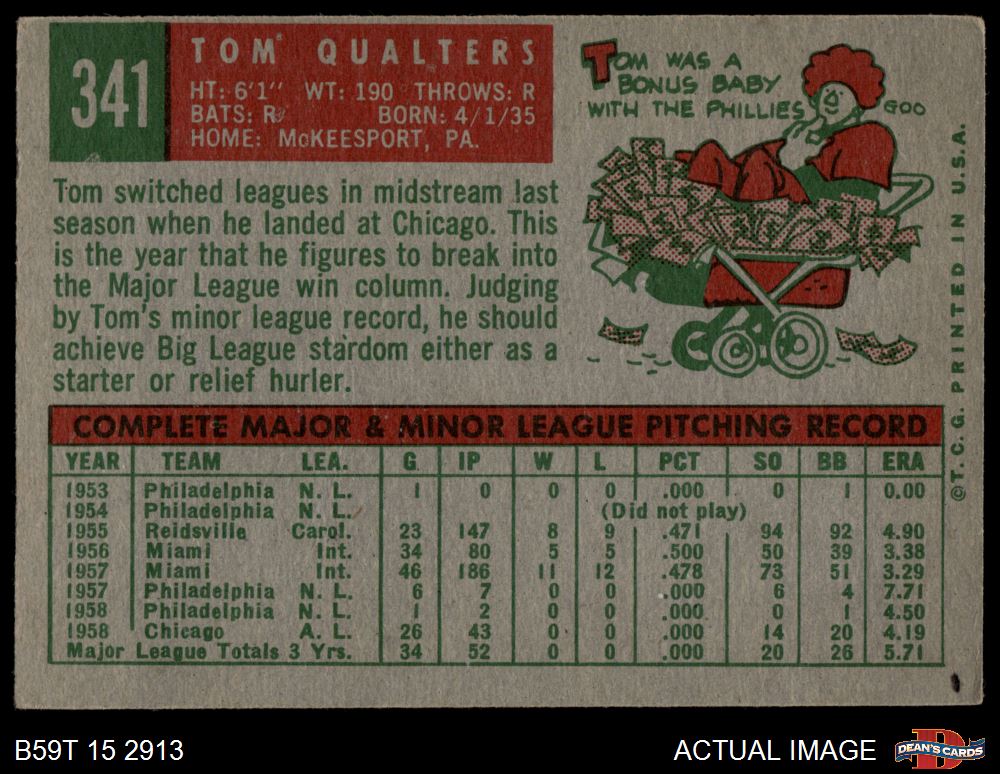 341
TOM QUALTERS
HT: 6'1" WT: 190 THROWS: R
BATS: R BORN: 4/1/35
HOME: McKEESPORT, PA.
TOM WAS A
BONUS BABY
WITH THE PHILLIES
GOO
Tom switched leagues in midstream last
season when he landed at Chicago. This
is the year that he figures to break into
the Major League win column. Judging
by Tom's minor league record, he should
achieve Big League stardom either as a
starter or relief hurler.
©T.C.G. PRINTED IN U.S.A.
COMPLETE MAJOR & MINOR LEAGUE PITCHING RECORD
YEAR TEAM LEA. G IP W L PCT SO BB ERA
1953 Philadelphia N. L. 1 0 0 0 .000 0 1 0.00
1954 Philadelphia N. L. (Did not play)
1955 Reidsville Carol. 23 147 8 9 .471 94 92 4.90
1956 Miami Int. 34 80 5 5 .500 50 39 3.38
1957 Miami Int. 46 186 11 12 .478 73 51 3.29
1957 Philadelphia N. L. 6 7 0 0 .000 6 4 7.71
1958 Philadelphia N. L. 1 2 0 0 .000 0 1 4.50
1958 Chicago A. L. 26 43 0 0 .000 14 20 4.19
Major League Totals 3 Yrs. 34 52 0 0 .000 20 26 5.71
B59T 15 2913
ACTUAL IMAGE
DEAN'S CARDS